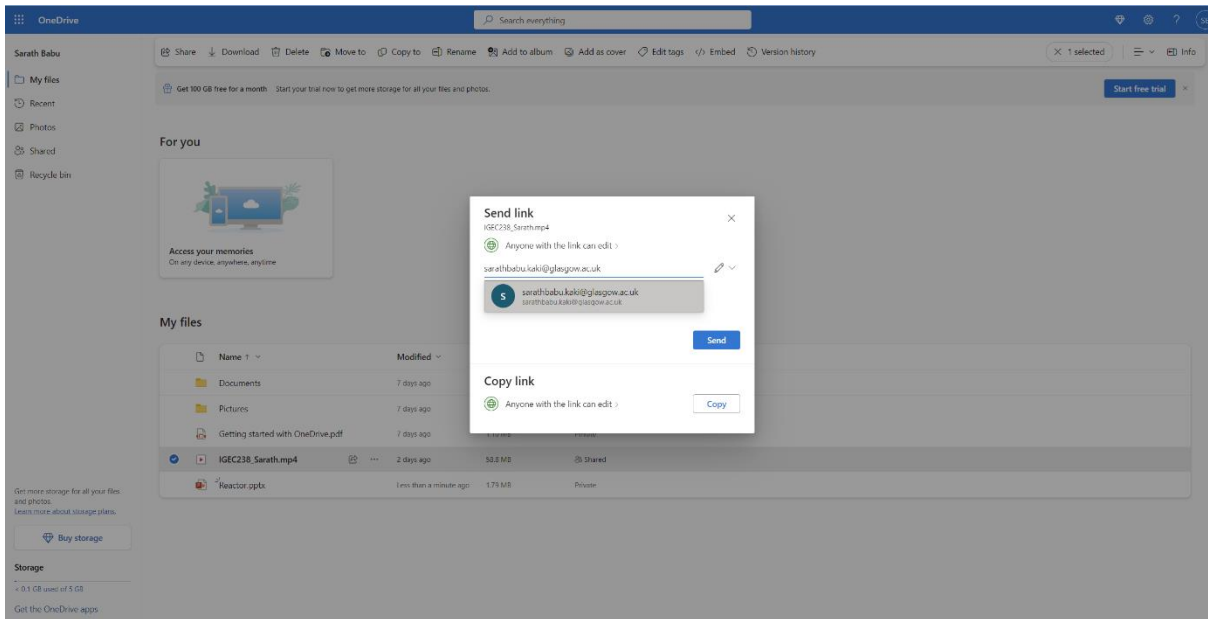 OneDrive
Search everything
?
Sarath Babu
Share Download Delete Move to Copy to Rename Add to album Add as cover Edit tags </> Embed Version history
1 selected
Info
My files
Recent
Photos
Shared
Recycle bin
Get 100 GB free for a month Start your trial now to get more storage for all your files and photos.
Start free trial
For you
Access your memories
On any device, anywhere, anytime
Send link
IGEC238_Sarath.mp4
Anyone with the link can edit
sarathbabu.kaki@glasgow.ac.uk
S
sarathbabu.kaki@glasgow.ac.uk
sarathbabu.kaki@glasgow.ac.uk
Send
Copy link
Anyone with the link can edit
Copy
My files
Name ↑ Modified
Documents 7 days ago
Pictures 7 days ago
Getting started with OneDrive.pdf 7 days ago
IGEC238_Sarath.mp4 2 days ago 58.8 MB Shared
Reactor.pptx Less than a minute ago 1.79 MB Private
Get more storage for all your files
and photos.
Learn more about storage plans.
Buy storage
Storage
< 0.1 GB used of 5 GB
Get the OneDrive apps